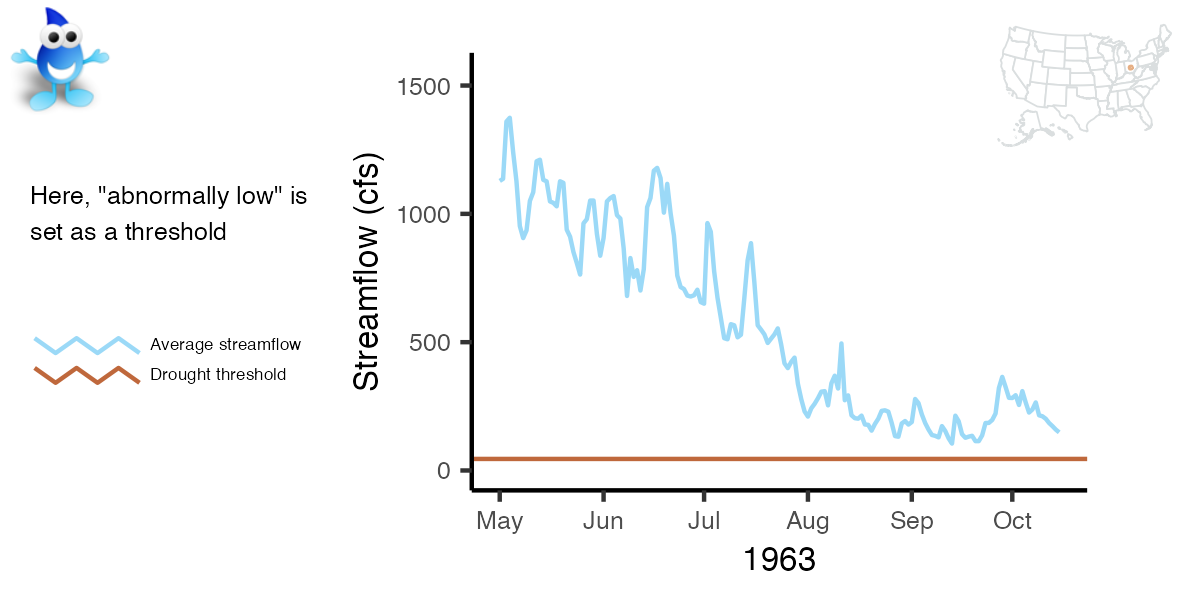 Here, "abnormally low" is
set as a threshold
Average streamflow
Drought threshold
Streamflow (cfs)
1500
1000
500
0
May Jun Jul Aug Sep Oct
1963